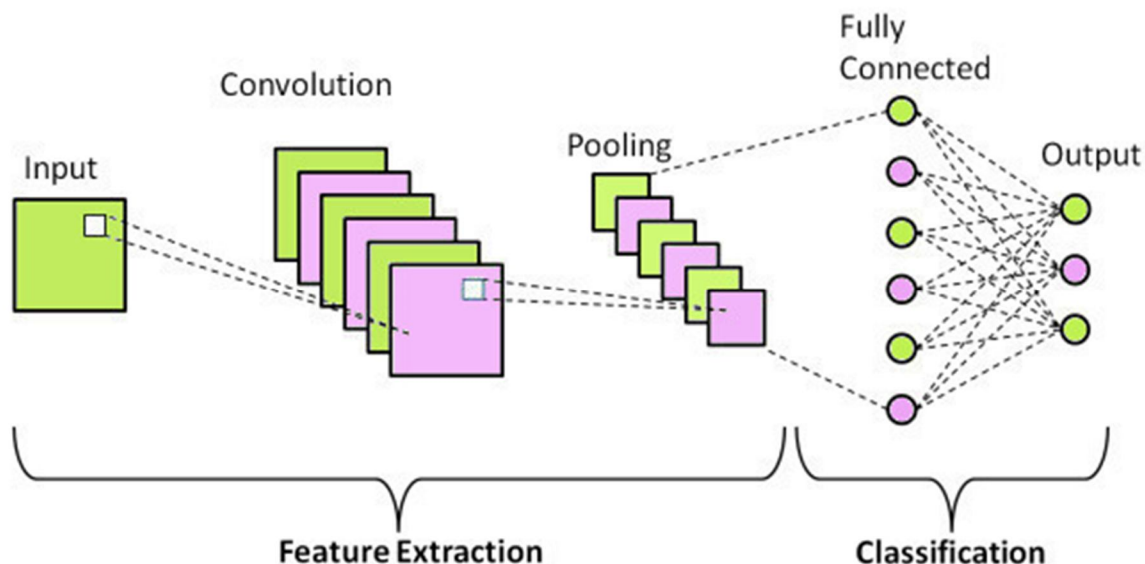 Input
Convolution
Pooling
Fully
Connected
Output
Feature Extraction
Classification